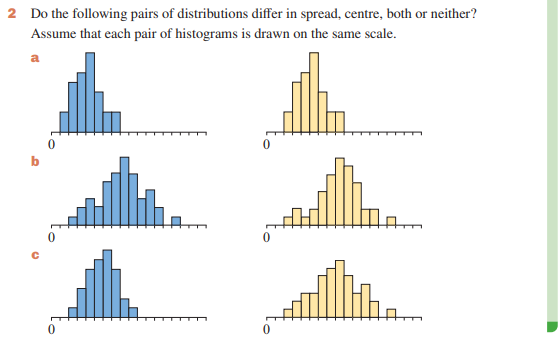 2 Do the following pairs of distributions differ in spread, centre, both or neither?
Assume that each pair of histograms is drawn on the same scale.
a
0 0
b
0 0
c
0 0